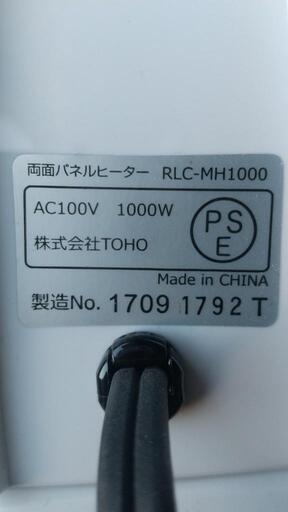 両面パネルヒーター RLC-MH1000
AC100V 1000W
株式会社TOHO
PS
E
Made in CHINA
製造No. 1709 1792 T